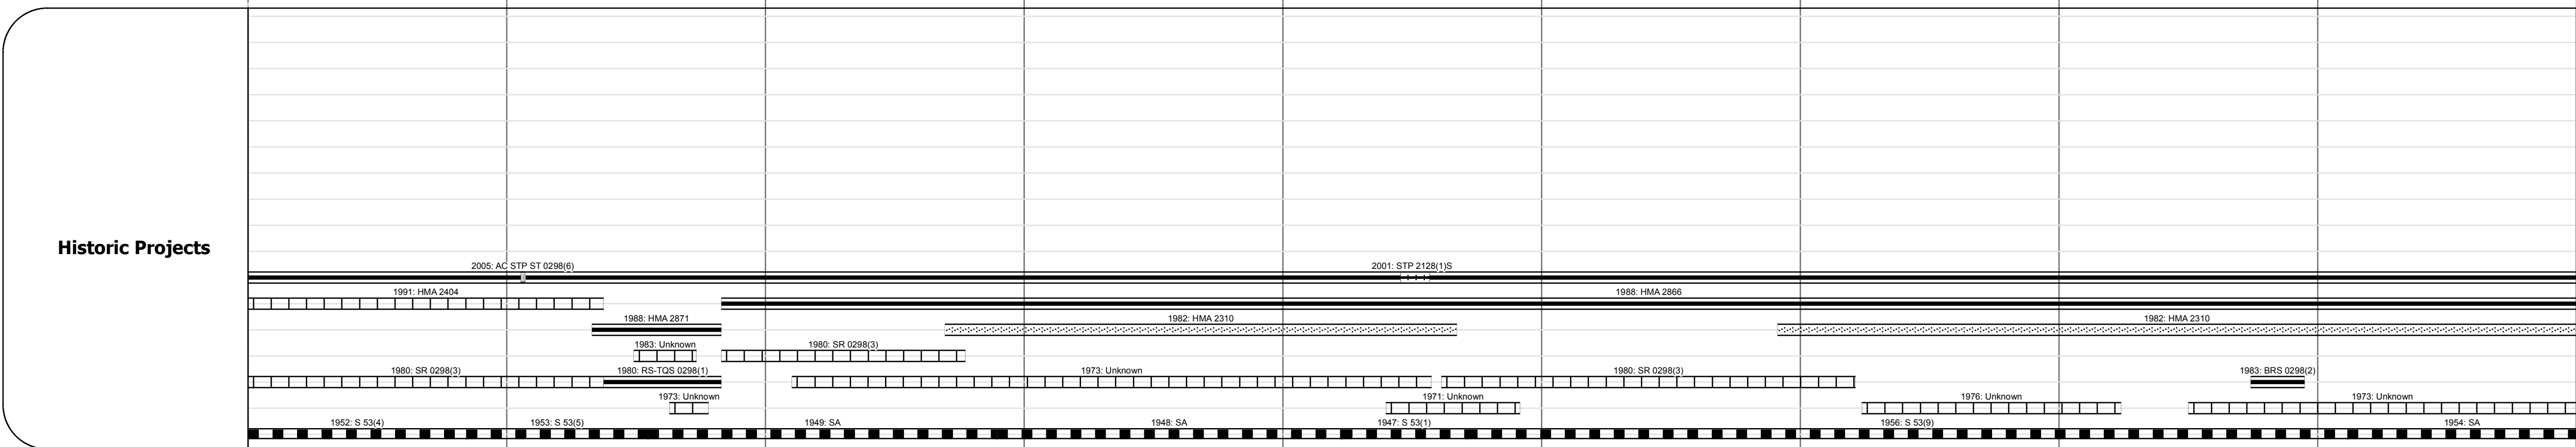 Historic Projects
2005: AC STP ST 0298(6)
2001: STP 2128(1)S
1991: HMA 2404
1988: HMA 2866
1988: HMA 2871
1982: HMA 2310
1982: HMA 2310
1983: Unknown
1980: SR 0298(3)
1980: SR 0298(3)
1980: RS-TQS 0298(1)
1973: Unknown
1980: SR 0298(3)
1983: BRS 0298(2)
1973: Unknown
1971: Unknown
1976: Unknown
1973: Unknown
1952: S 53(4)
1953: S 53(5)
1949: SA
1948: SA
1947: S 53(1)
1956: S 53(9)
1954: SA